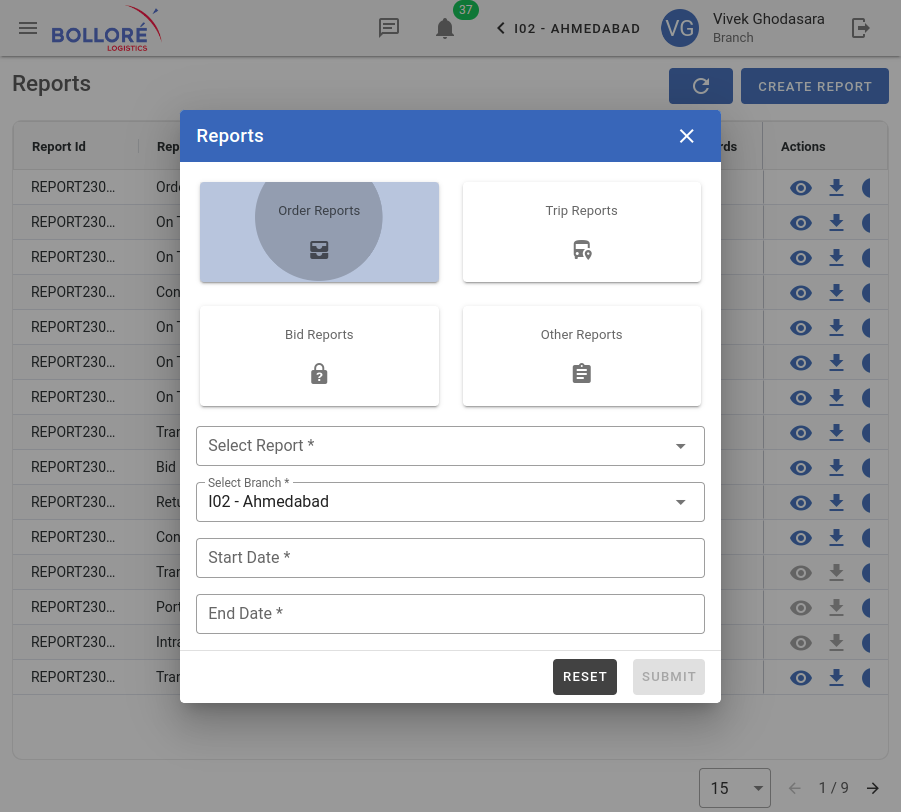 BOLLORÉ
LOGISTICS
37
I02 - AHMEDABAD
VG
Vivek Ghodasara
Branch
Reports
CREATE REPORT
Report Id
Rep
rds
Actions
Reports
Order Reports
Trip Reports
Bid Reports
Other Reports
Select Report *
Select Branch *
I02 - Ahmedabad
Start Date *
End Date *
RESET
SUBMIT
REPORT230... Orde
REPORT230... On T
REPORT230... On T
REPORT230... Con
REPORT230... On T
REPORT230... On T
REPORT230... On T
REPORT230... Tran
REPORT230... Bid
REPORT230... Retu
REPORT230... Con
REPORT230... Tran
REPORT230... Port
REPORT230... Intra
REPORT230... Tran
15
1 / 9